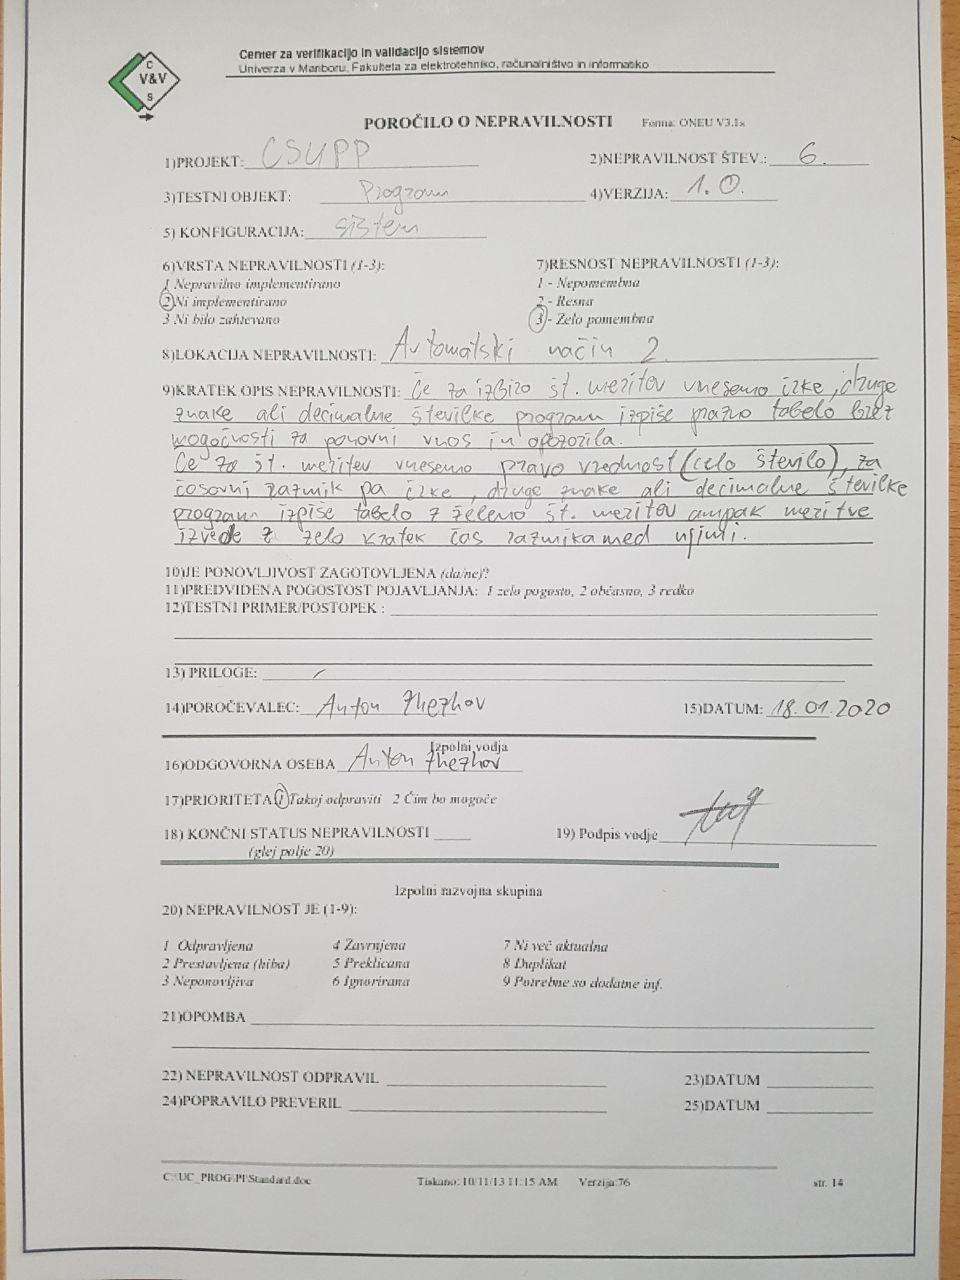 Center za verifikacijo in validacijo sistemov
Univerza v Mariboru, Fakulteta za elektrotehniko, računalništvo in informatiko
C
V&V
S
POROČILO O NEPRAVILNOSTI Forma: ONEU V3.1s
1)PROJEKT: CSUPP 2)NEPRAVILNOST ŠTEV.: 6.
3)TESTNI OBJEKT: Program 4)VERZIJA: 1.0.
5) KONFIGURACIJA: sistem
6)VRSTA NEPRAVILNOSTI (1-3): 7)RESNOST NEPRAVILNOSTI (1-3):
1 Nepravilno implementirano 1 - Nepomembna
2 Ni implementirano 2 - Resna
3 Ni bilo zahtevano 3 - Zelo pomembna
8)LOKACIJA NEPRAVILNOSTI: Avtomatski način 2.
9)KRATEK OPIS NEPRAVILNOSTI: Če za izbiro št. meritev vnesemo črke, druge
znake ali decimalne številke program izpiše prazno tabelo brez
mogočnosti za ponovni vnos in opozorila.
Če za št. meritev vnesemo pravo vrednost (celo število), za
časovni razmik pa črke, druge znake ali decimalne številke
program izpiše tabelo z želeno št. meritev ampak meritve
izvede z zelo kratek čas razmika med njimi.
10)JE PONOVLJIVOST ZAGOTOVLJENA (da/ne)?
11)PREDVIDENA POGOSTOST POJAVLJANJA: 1 zelo pogosto, 2 občasno, 3 redko
12)TESTNI PRIMER/POSTOPEK :
13) PRILOGE: /
14)POROČEVALEC: Anton Zhezhov 15)DATUM: 18.01.2020
Izpolni vodja
16)ODGOVORNA OSEBA Anton Zhezhov
17)PRIORITETA 1 Takoj odpraviti 2 Čim bo mogoče
18) KONČNI STATUS NEPRAVILNOSTI 19) Podpis vodje
(glej polje 20)
Izpolni razvojna skupina
20) NEPRAVILNOST JE (1-9):
1 Odpravljena 4 Zavrnjena 7 Ni več aktualna
2 Prestavljena (hiba) 5 Preklicana 8 Duplikat
3 Neponovljiva 6 Ignorirana 9 Potrebne so dodatne inf.
21)OPOMBA
22) NEPRAVILNOST ODPRAVIL 23)DATUM
24)POPRAVILO PREVERIL 25)DATUM
C:\UC_PROG\PI\Standard.doc Tiskano: 10/11/13 11:15 AM Verzija:76 str. 14